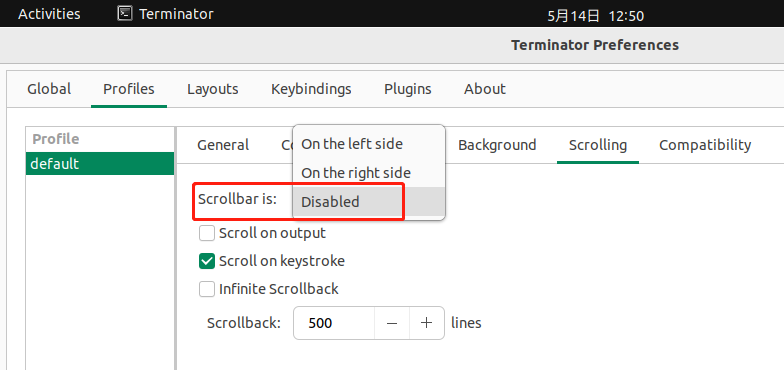 Activities Terminator 5月14日 12:50
Terminator Preferences
Global Profiles Layouts Keybindings Plugins About
Profile
default
General Background Scrolling Compatibility
On the left side
On the right side
Scrollbar is: Disabled
Scroll on output
Scroll on keystroke
Infinite Scrollback
Scrollback: 500 − + lines